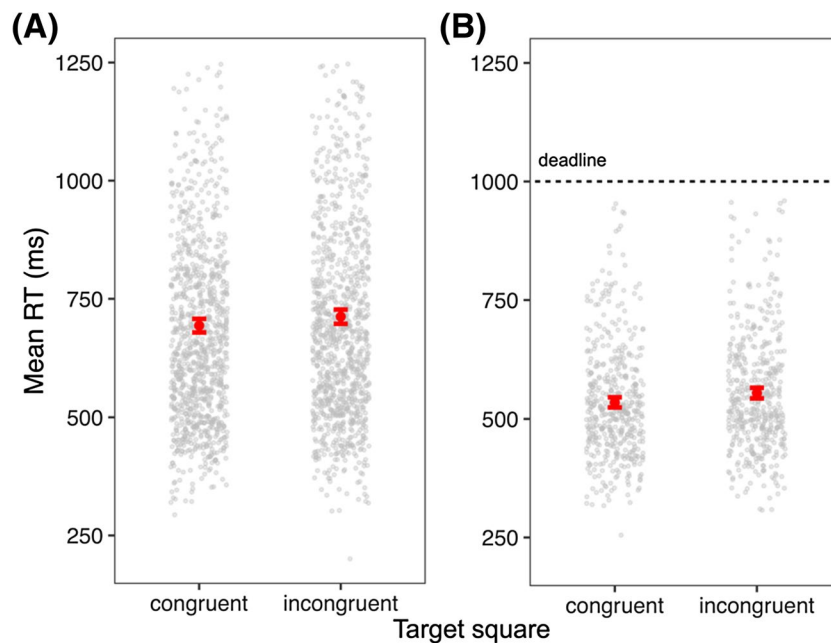 (A)
(B)
Mean RT (ms)
1250
1000
750
500
250
congruent
incongruent
1250
1000
750
500
250
deadline
congruent
incongruent
Target square